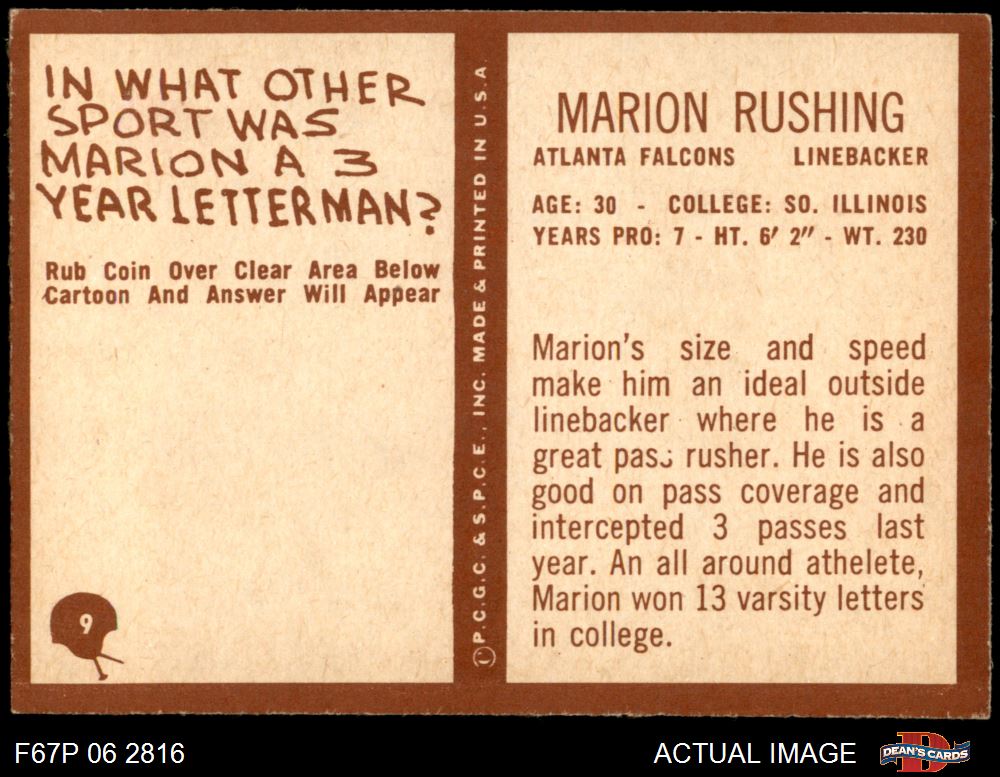 IN WHAT OTHER
SPORT WAS
MARION A 3
YEAR LETTERMAN?
Rub Coin Over Clear Area Below
Cartoon And Answer Will Appear
9
P.C.G.C. & S.P.C.E., INC. MADE & PRINTED IN U.S.A
MARION RUSHING
ATLANTA FALCONS LINEBACKER
AGE: 30 - COLLEGE: SO. ILLINOIS
YEARS PRO: 7 - HT. 6' 2" - WT. 230
Marion's size and speed
make him an ideal outside
linebacker where he is a
great pass rusher. He is also
good on pass coverage and
intercepted 3 passes last
year. An all around athelete,
Marion won 13 varsity letters
in college.
F67P 06 2816
ACTUAL IMAGE
D
DEAN'S CARDS